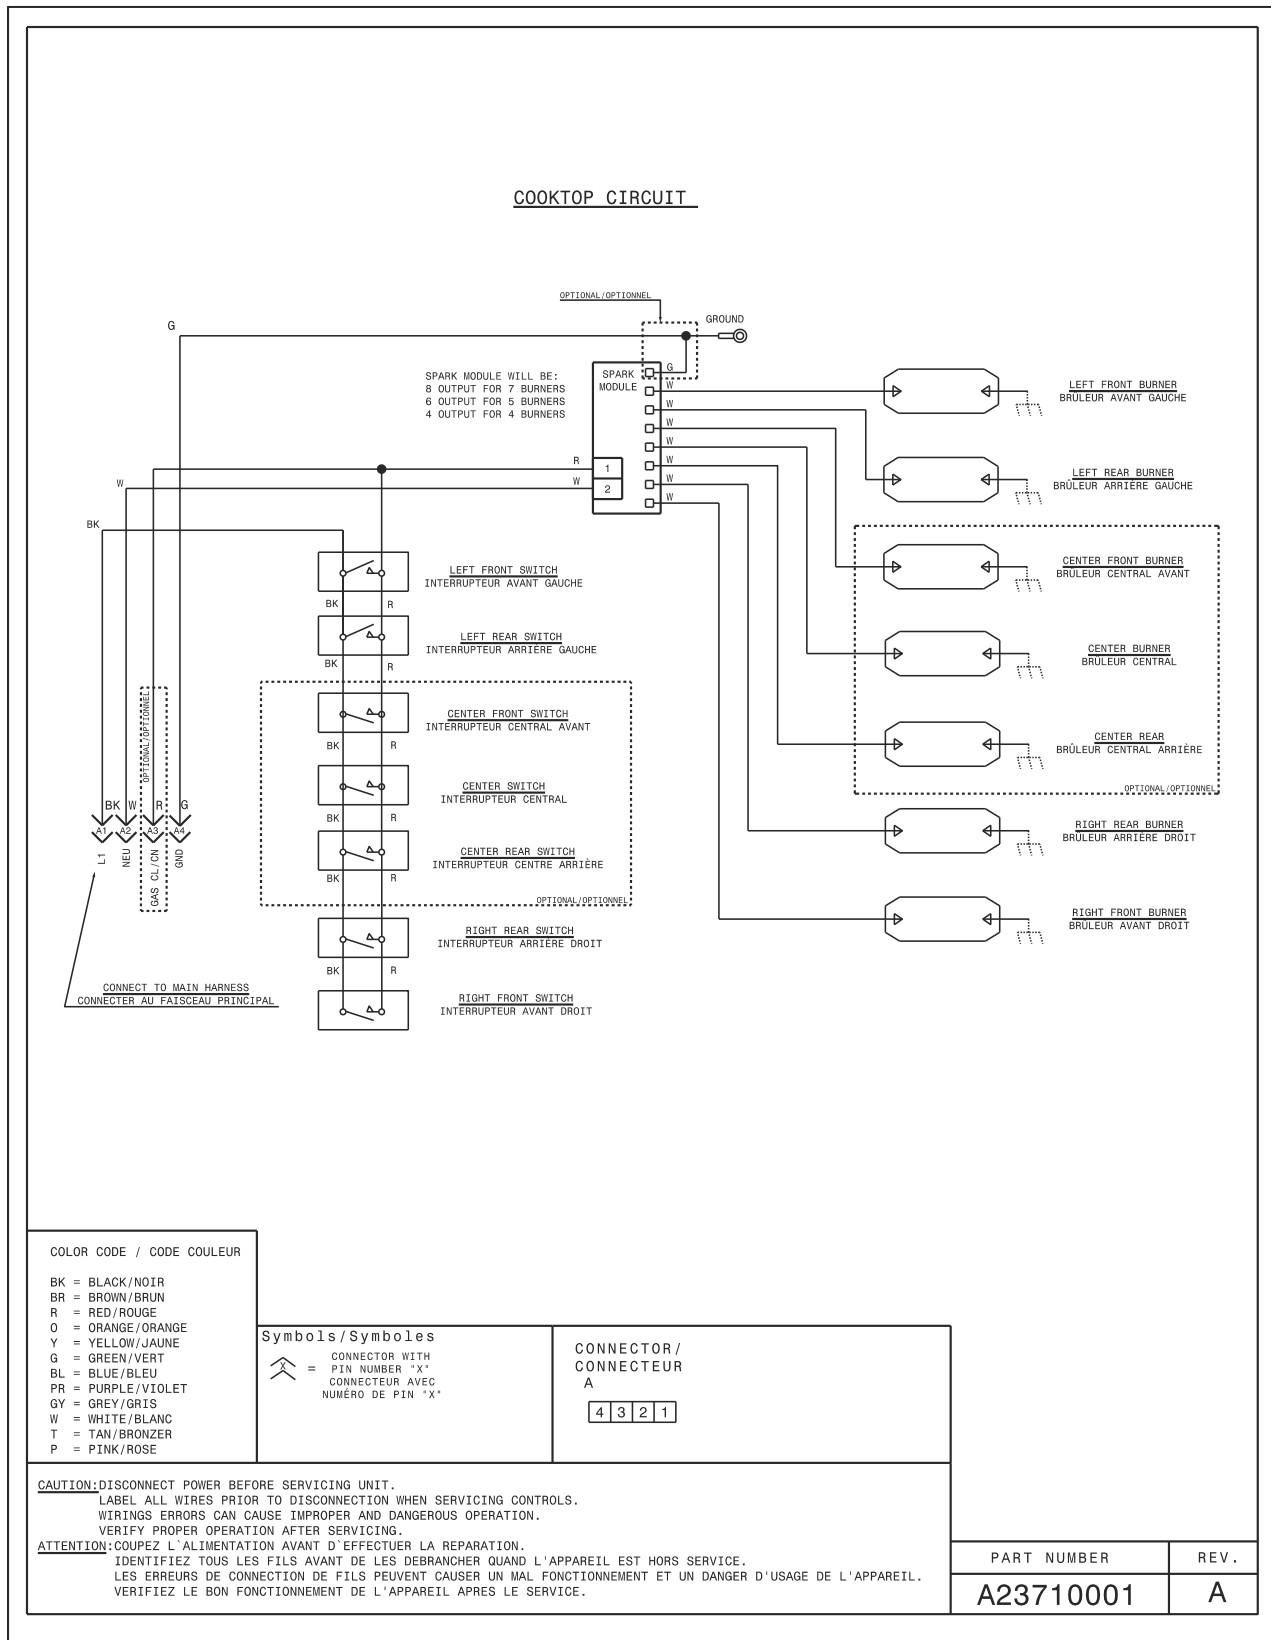 COOKTOP CIRCUIT
OPTIONAL/OPTIONNEL
GROUND
G
SPARK MODULE WILL BE:
8 OUTPUT FOR 7 BURNERS
6 OUTPUT FOR 5 BURNERS
4 OUTPUT FOR 4 BURNERS
SPARK
MODULE
G
W
W
W
W
W
W
W
R
1
W
2
W
BK
LEFT FRONT SWITCH
INTERRUPTEUR AVANT GAUCHE
BK
R
LEFT REAR SWITCH
INTERRUPTEUR ARRIÈRE GAUCHE
BK
R
CENTER FRONT SWITCH
INTERRUPTEUR CENTRAL AVANT
BK
R
CENTER SWITCH
INTERRUPTEUR CENTRAL
BK
R
CENTER REAR SWITCH
INTERRUPTEUR CENTRE ARRIÈRE
BK
R
OPTIONAL/OPTIONNEL
RIGHT REAR SWITCH
INTERRUPTEUR ARRIÈRE DROIT
BK
R
RIGHT FRONT SWITCH
INTERRUPTEUR AVANT DROIT
LEFT FRONT BURNER
BRÛLEUR AVANT GAUCHE
LEFT REAR BURNER
BRÛLEUR ARRIÈRE GAUCHE
CENTER FRONT BURNER
BRÛLEUR CENTRAL AVANT
CENTER BURNER
BRÛLEUR CENTRAL
CENTER REAR
BRÛLEUR CENTRAL ARRIÈRE
OPTIONAL/OPTIONNEL
RIGHT REAR BURNER
BRÛLEUR ARRIÈRE DROIT
RIGHT FRONT BURNER
BRÛLEUR AVANT DROIT
OPTIONAL/OPTIONNEL
BK W R G
A1 A2 A3 A4
L1
NEU
GAS CL/CN
GND
CONNECT TO MAIN HARNESS
CONNECTER AU FAISCEAU PRINCIPAL
COLOR CODE / CODE COULEUR
BK = BLACK/NOIR
BR = BROWN/BRUN
R = RED/ROUGE
O = ORANGE/ORANGE
Y = YELLOW/JAUNE
G = GREEN/VERT
BL = BLUE/BLEU
PR = PURPLE/VIOLET
GY = GREY/GRIS
W = WHITE/BLANC
T = TAN/BRONZER
P = PINK/ROSE
Symbols/Symboles
X = CONNECTOR WITH
PIN NUMBER "X"
CONNECTEUR AVEC
NUMÉRO DE PIN "X"
CONNECTOR/
CONNECTEUR
A
4 3 2 1
CAUTION:DISCONNECT POWER BEFORE SERVICING UNIT.
LABEL ALL WIRES PRIOR TO DISCONNECTION WHEN SERVICING CONTROLS.
WIRINGS ERRORS CAN CAUSE IMPROPER AND DANGEROUS OPERATION.
VERIFY PROPER OPERATION AFTER SERVICING.
ATTENTION:COUPEZ L`ALIMENTATION AVANT D`EFFECTUER LA REPARATION.
IDENTIFIEZ TOUS LES FILS AVANT DE LES DEBRANCHER QUAND L'APPAREIL EST HORS SERVICE.
LES ERREURS DE CONNECTION DE FILS PEUVENT CAUSER UN MAL FONCTIONNEMENT ET UN DANGER D'USAGE DE L'APPAREIL.
VERIFIEZ LE BON FONCTIONNEMENT DE L'APPAREIL APRES LE SERVICE.
PART NUMBER
REV.
A23710001
A